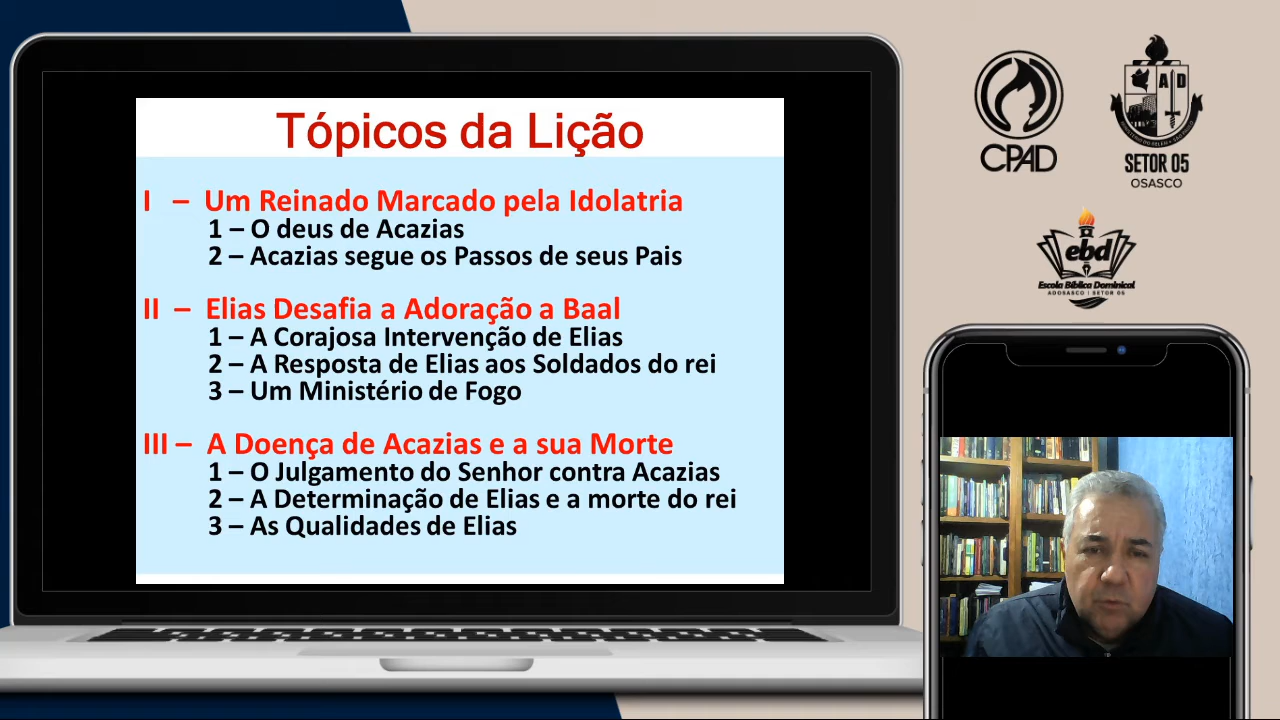 Tópicos da Lição
I – Um Reinado Marcado pela Idolatria
1 – O deus de Acazias
2 – Acazias segue os Passos de seus Pais
II – Elias Desafia a Adoração a Baal
1 – A Corajosa Intervenção de Elias
2 – A Resposta de Elias aos Soldados do rei
3 – Um Ministério de Fogo
III – A Doença de Acazias e a sua Morte
1 – O Julgamento do Senhor contra Acazias
2 – A Determinação de Elias e a morte do rei
3 – As Qualidades de Elias
CPAD
A D
SETOR 05
OSASCO
ebd
Escola Bíblica Dominical
ADOSASCO | SETOR 05